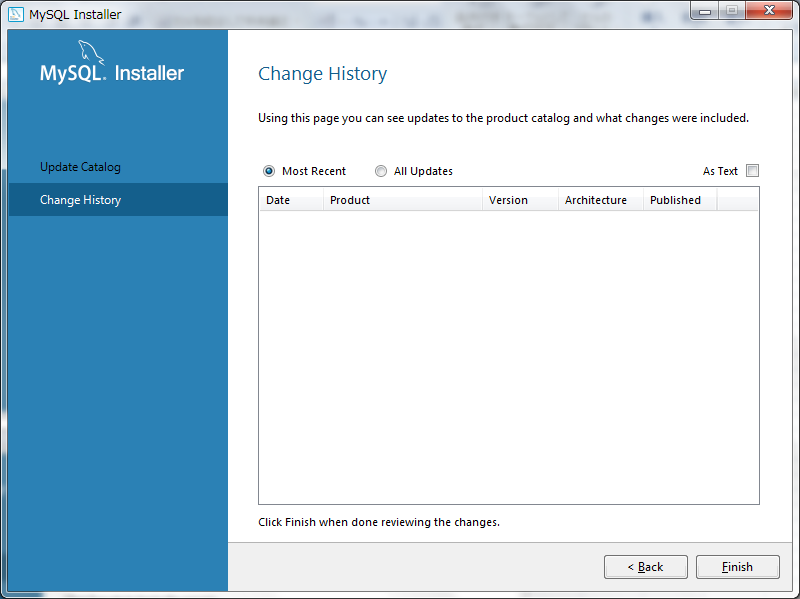 MySQL Installer
MySQL. Installer
Update Catalog
Change History
Change History
Using this page you can see updates to the product catalog and what changes were included.
Most Recent All Updates As Text
Date Product Version Architecture Published
Click Finish when done reviewing the changes.
< Back Finish